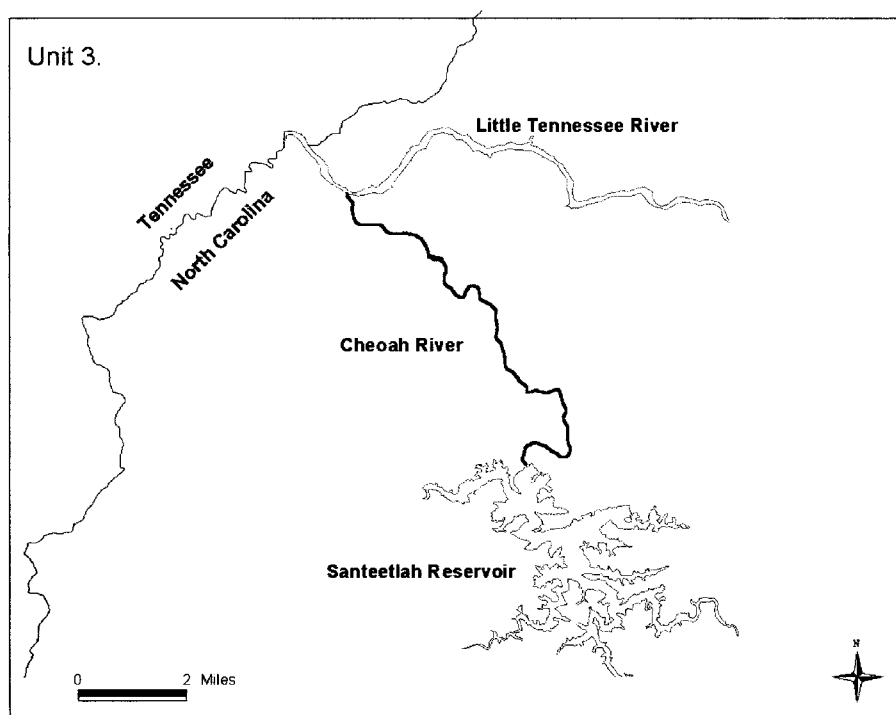 Unit 3.
Little Tennessee River
Tennessee
North Carolina
Cheoah River
Santeetlah Reservoir
0 2 Miles
N